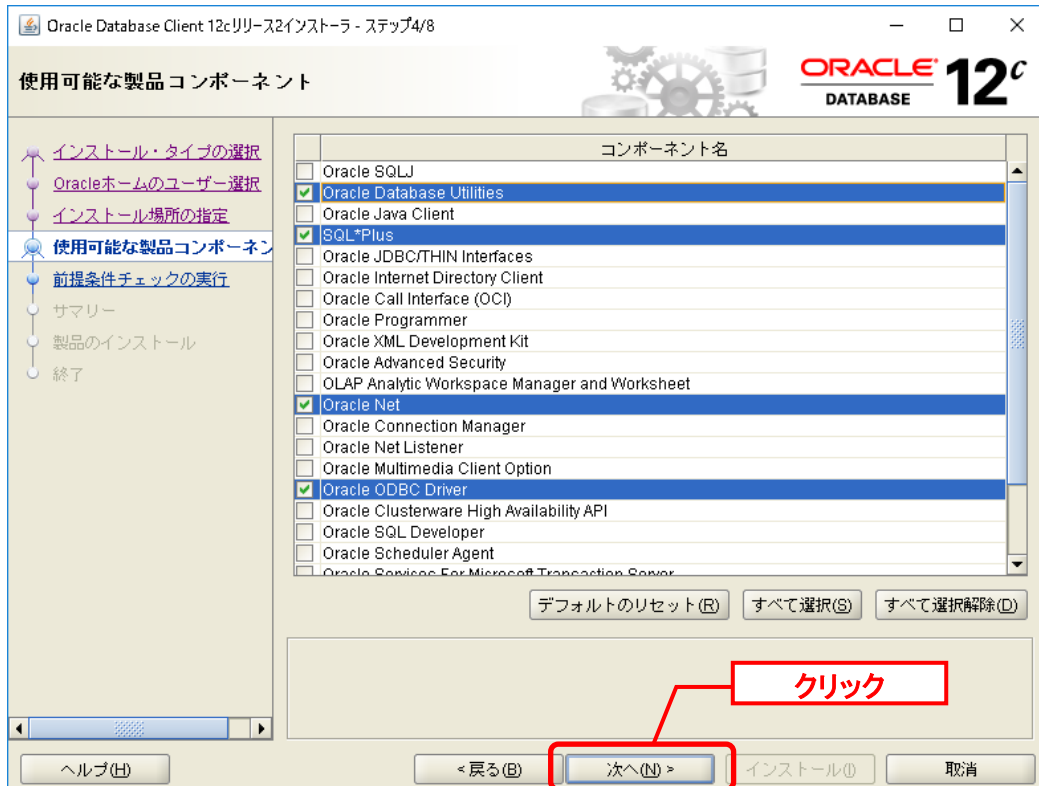 Oracle Database Client 12cリリース2インストーラ - ステップ4/8
使用可能な製品コンポーネント
ORACLE
DATABASE
12c
インストール・タイプの選択
Oracleホームのユーザー選択
インストール場所の指定
使用可能な製品コンポーネン
前提条件チェックの実行
サマリー
製品のインストール
終了
コンポーネント名
Oracle SQLJ
Oracle Database Utilities
Oracle Java Client
SQL*Plus
Oracle JDBC/THIN Interfaces
Oracle Internet Directory Client
Oracle Call Interface (OCI)
Oracle Programmer
Oracle XML Development Kit
Oracle Advanced Security
OLAP Analytic Workspace Manager and Worksheet
Oracle Net
Oracle Connection Manager
Oracle Net Listener
Oracle Multimedia Client Option
Oracle ODBC Driver
Oracle Clusterware High Availability API
Oracle SQL Developer
Oracle Scheduler Agent
Oracle Services For Microsoft Transaction Server
デフォルトのリセット(R) すべて選択(S) すべて選択解除(D)
クリック
ヘルプ(H) <戻る(B) 次へ(N)> インストール(I) 取消